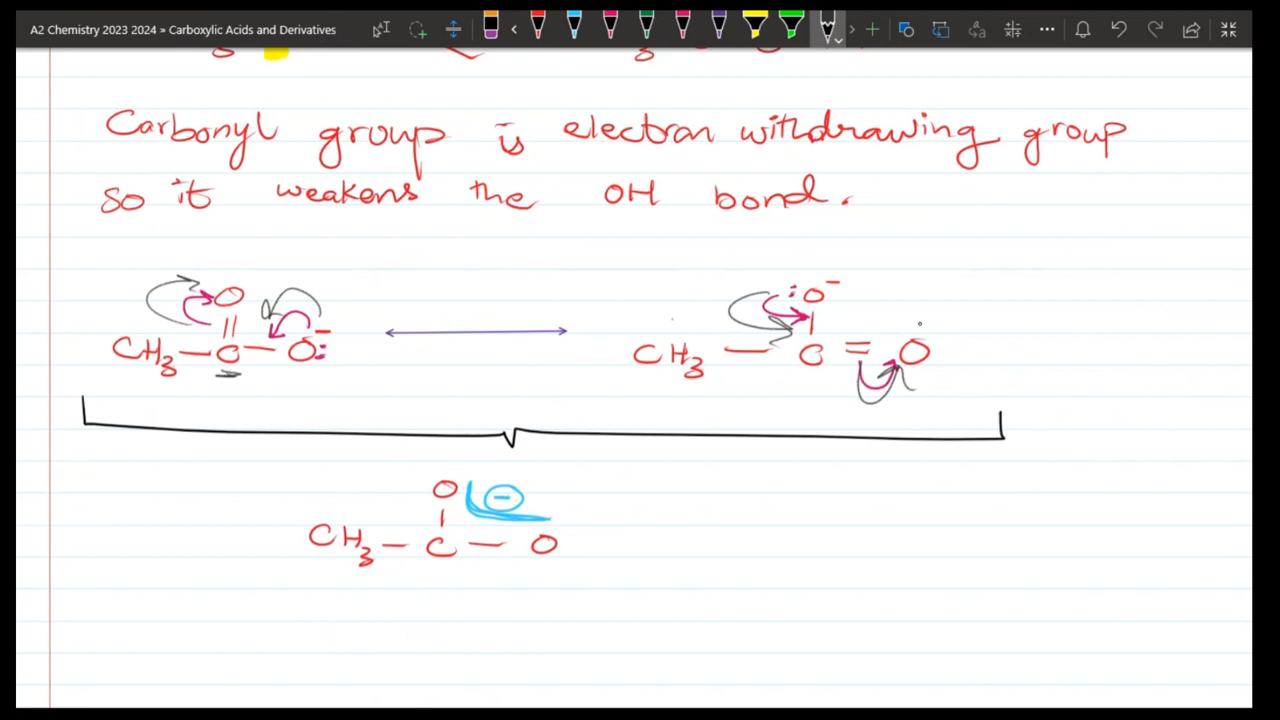 A2 Chemistry 2023 2024 » Carboxylic Acids and Derivatives
Carbonyl group is electron withdrawing group
so it weakens the OH bond.
O :O⁻
|| |
CH₃ — C — O⁻: CH₃ — C = O
O ⊖
|
CH₃ — C — O